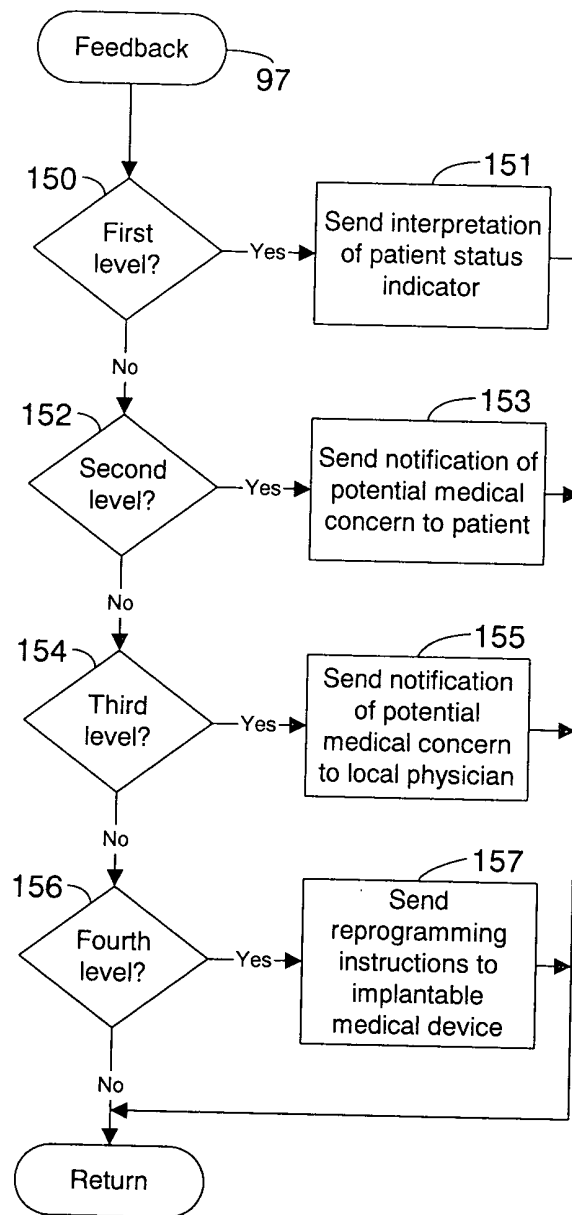 Feedback
97
150
First
level?
Yes
151
Send interpretation
of patient status
indicator
No
152
Second
level?
Yes
153
Send notification of
potential medical
concern to patient
No
154
Third
level?
Yes
155
Send notification
of potential
medical concern
to local physician
No
156
Fourth
level?
Yes
157
Send
reprogramming
instructions to
implantable
medical device
No
Return